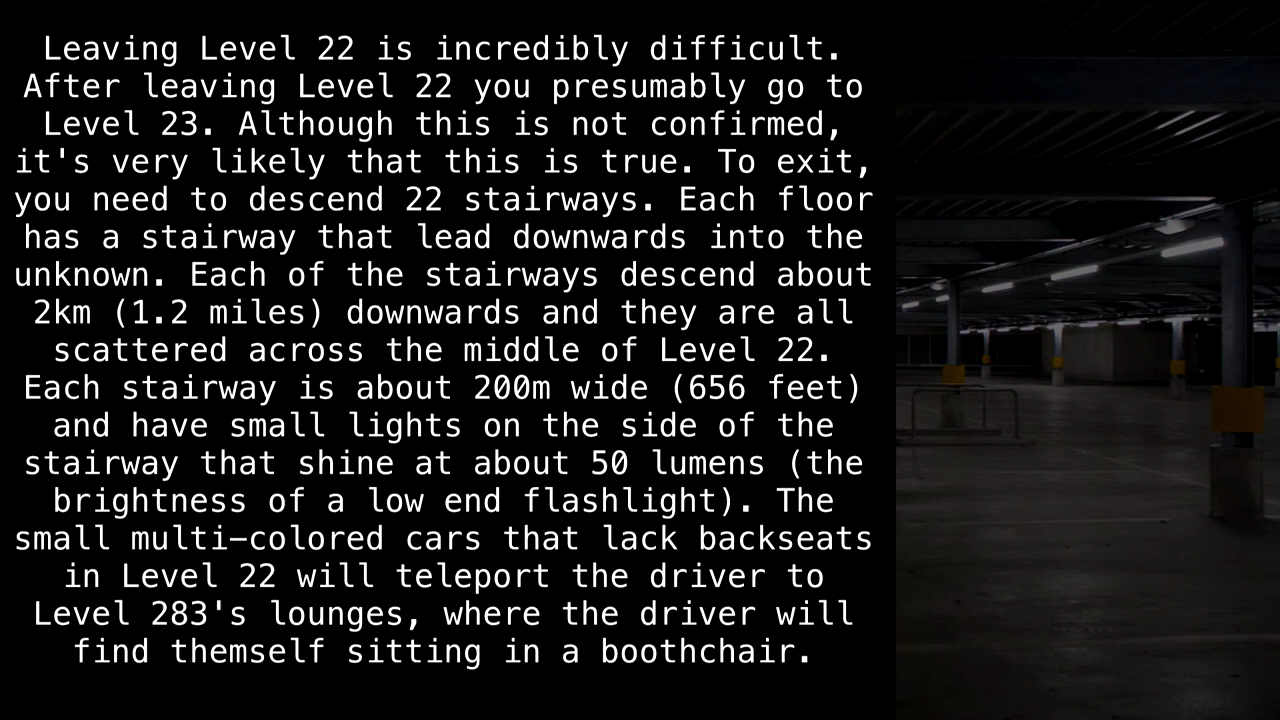 Leaving Level 22 is incredibly difficult.
After leaving Level 22 you presumably go to
Level 23. Although this is not confirmed,
it's very likely that this is true. To exit,
you need to descend 22 stairways. Each floor
has a stairway that lead downwards into the
unknown. Each of the stairways descend about
2km (1.2 miles) downwards and they are all
scattered across the middle of Level 22.
Each stairway is about 200m wide (656 feet)
and have small lights on the side of the
stairway that shine at about 50 lumens (the
brightness of a low end flashlight). The
small multi-colored cars that lack backseats
in Level 22 will teleport the driver to
Level 283's lounges, where the driver will
find themself sitting in a boothchair.